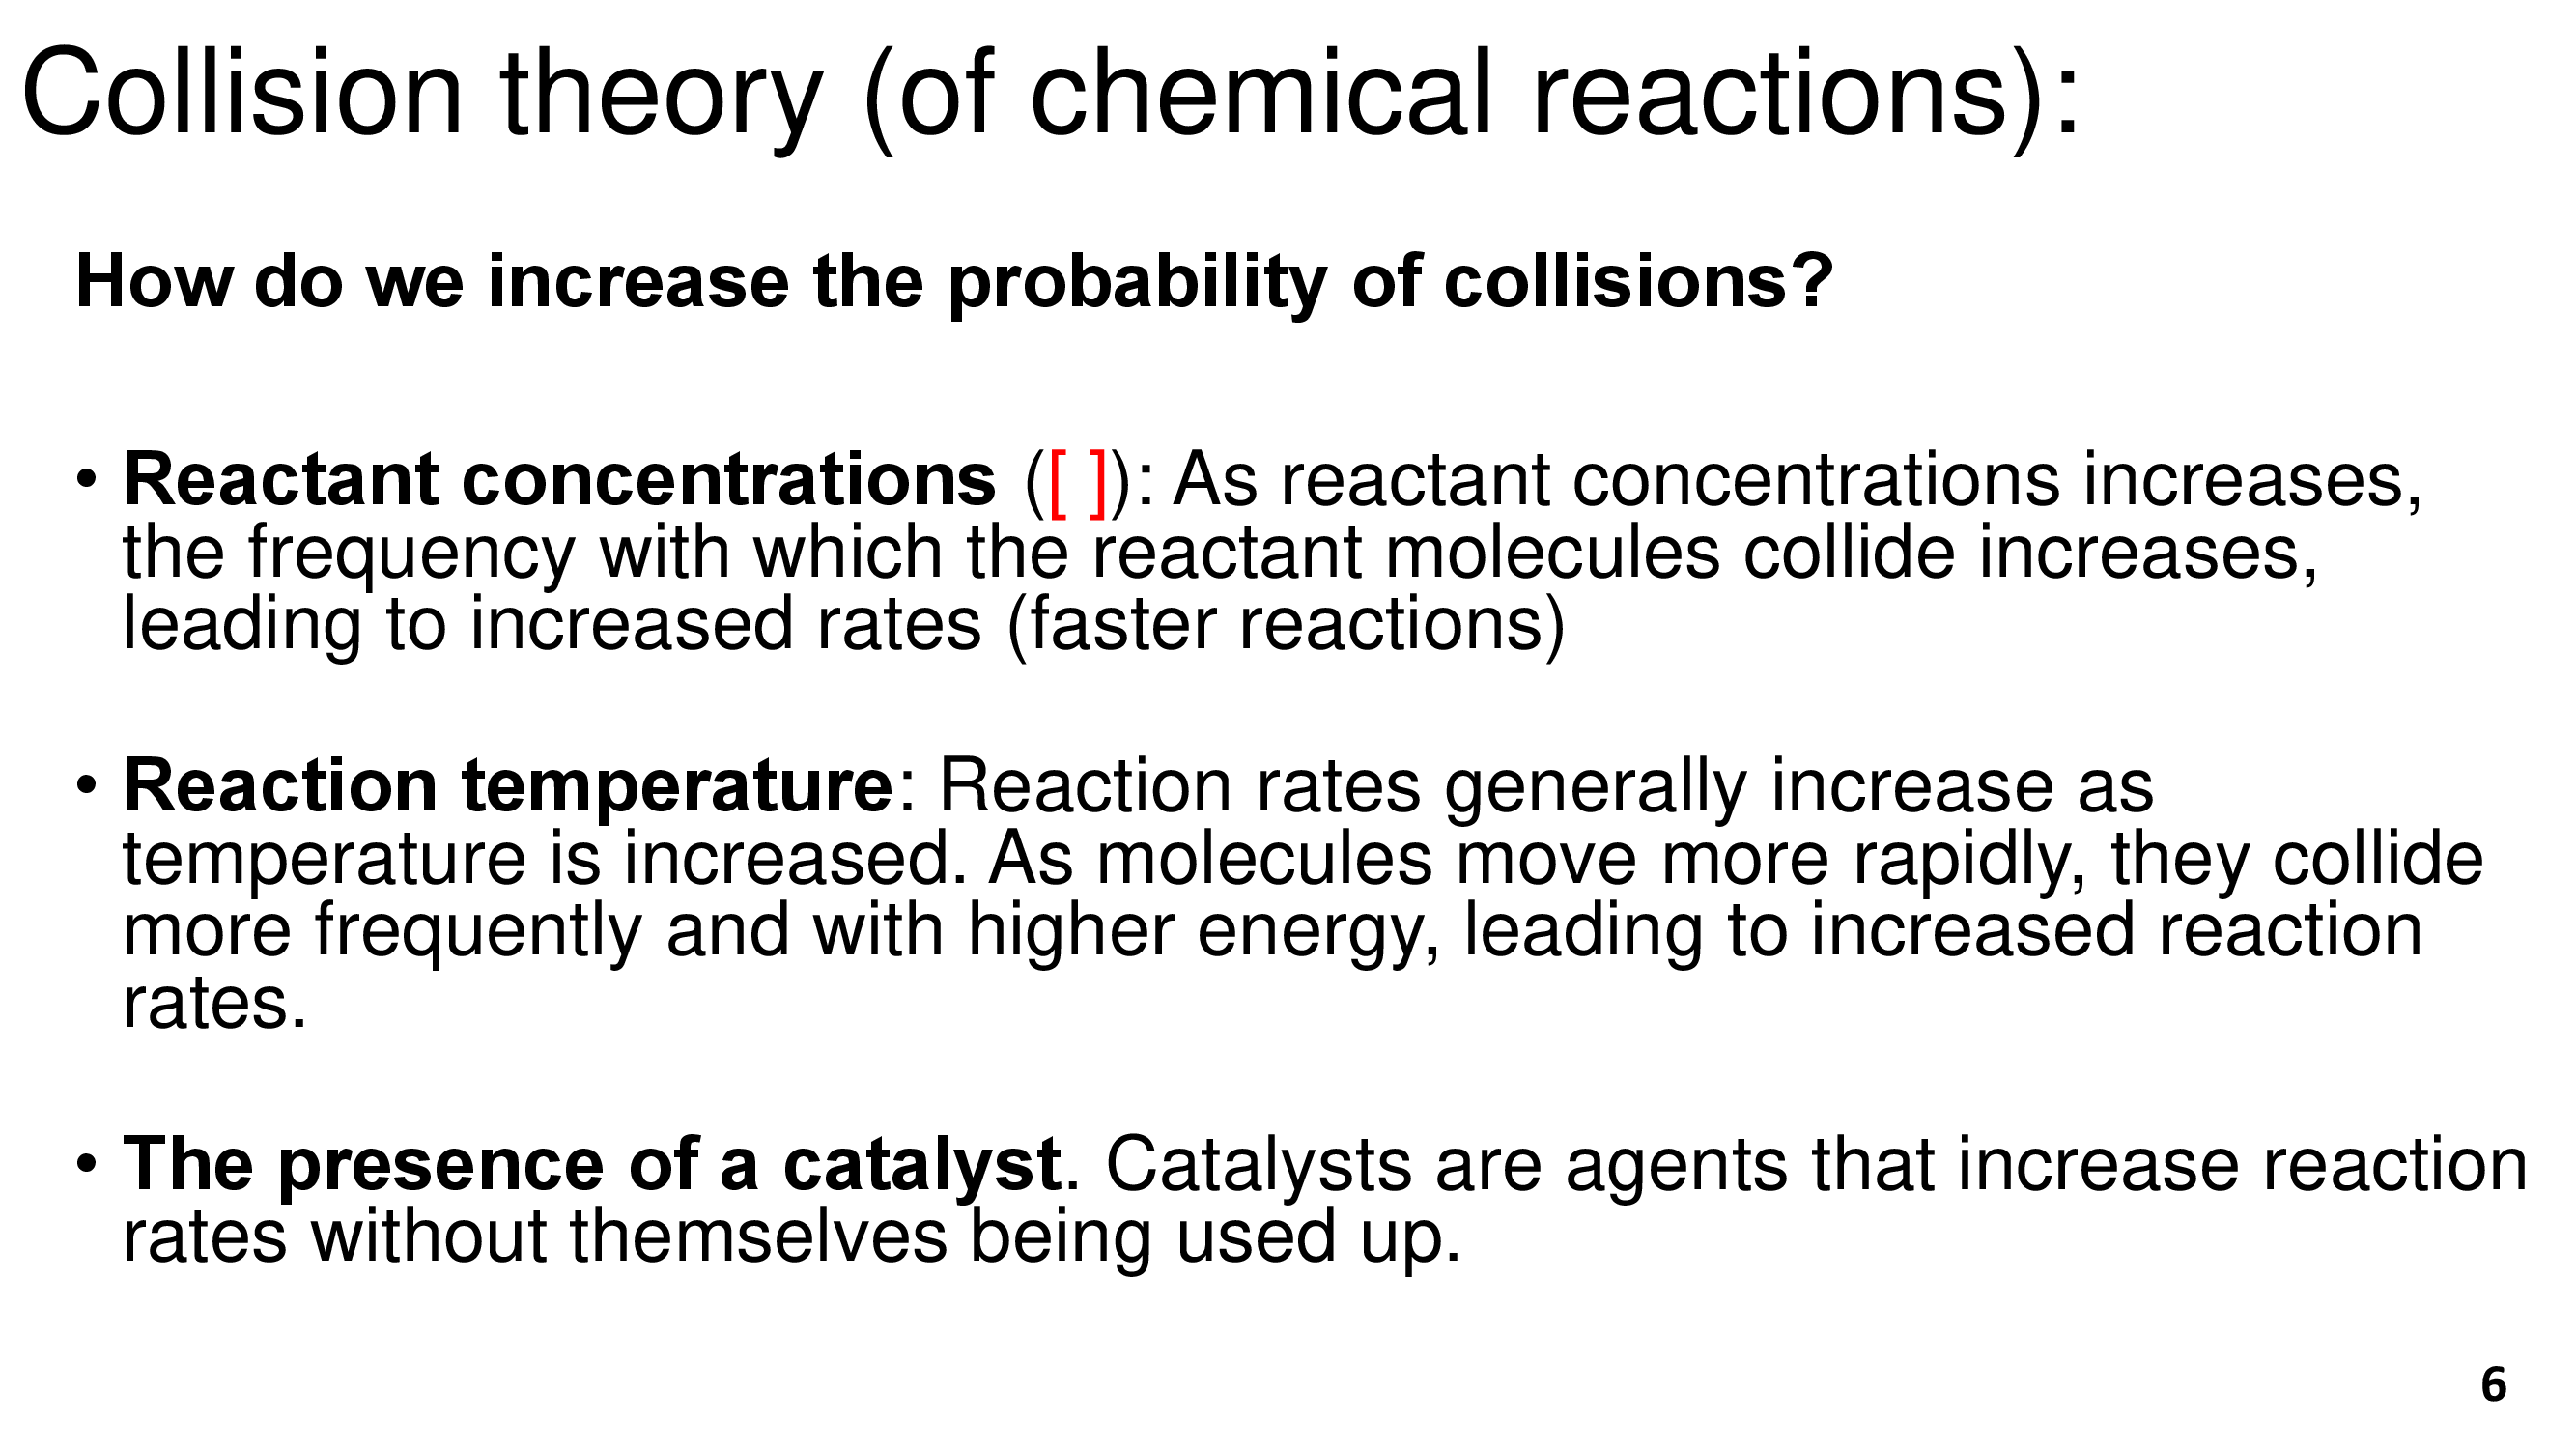 Collision theory (of chemical reactions):
How do we increase the probability of collisions?
• Reactant concentrations ([ ]): As reactant concentrations increases,
the frequency with which the reactant molecules collide increases,
leading to increased rates (faster reactions)
• Reaction temperature: Reaction rates generally increase as
temperature is increased. As molecules move more rapidly, they collide
more frequently and with higher energy, leading to increased reaction
rates.
• The presence of a catalyst. Catalysts are agents that increase reaction
rates without themselves being used up.
6